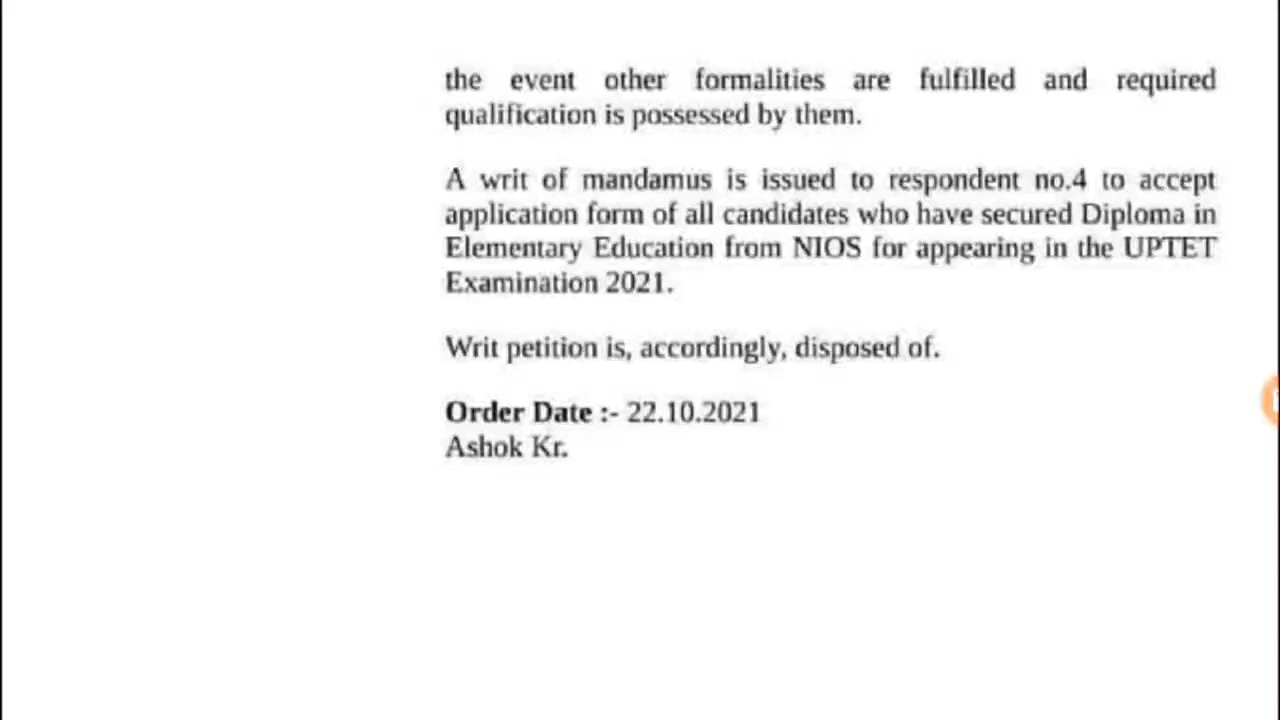 the event other formalities are fulfilled and required
qualification is possessed by them.
A writ of mandamus is issued to respondent no.4 to accept
application form of all candidates who have secured Diploma in
Elementary Education from NIOS for appearing in the UPTET
Examination 2021.
Writ petition is, accordingly, disposed of.
Order Date :- 22.10.2021
Ashok Kr.